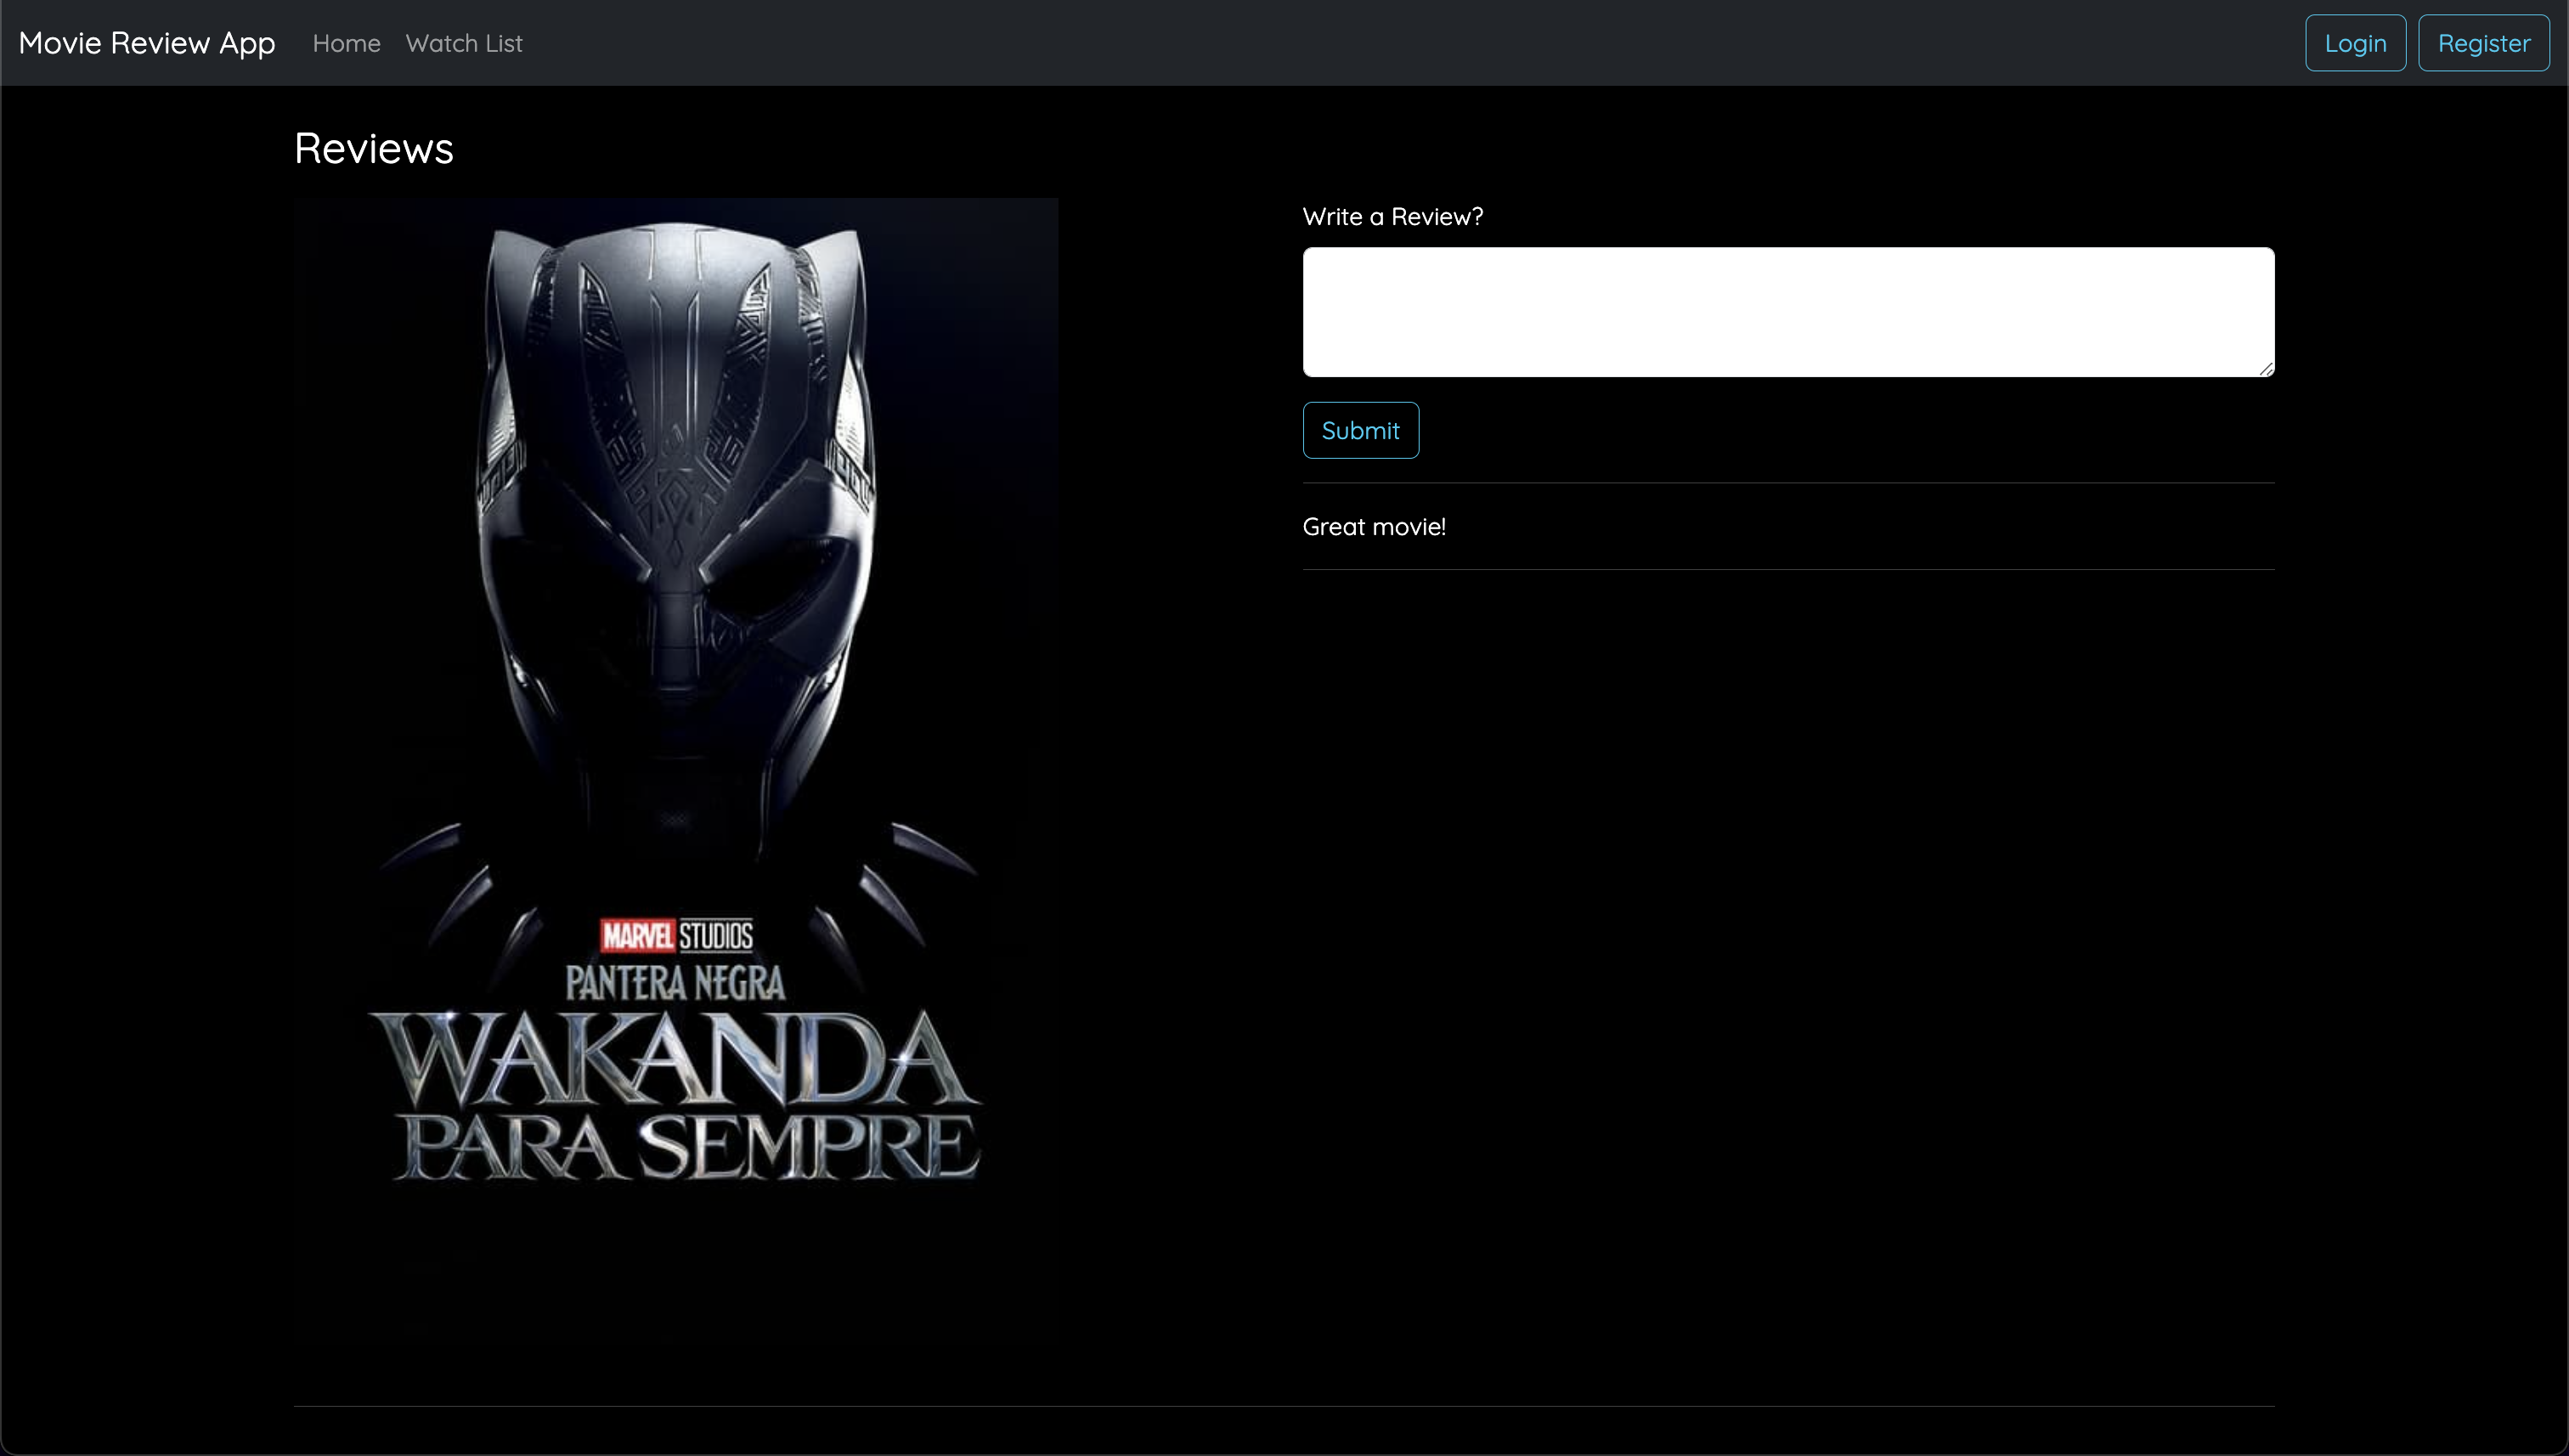 Movie Review App Home Watch List Login Register
Reviews
Write a Review?
Submit
Great movie!
MARVEL STUDIOS
PANTERA NEGRA
WAKANDA
PARA SEMPRE